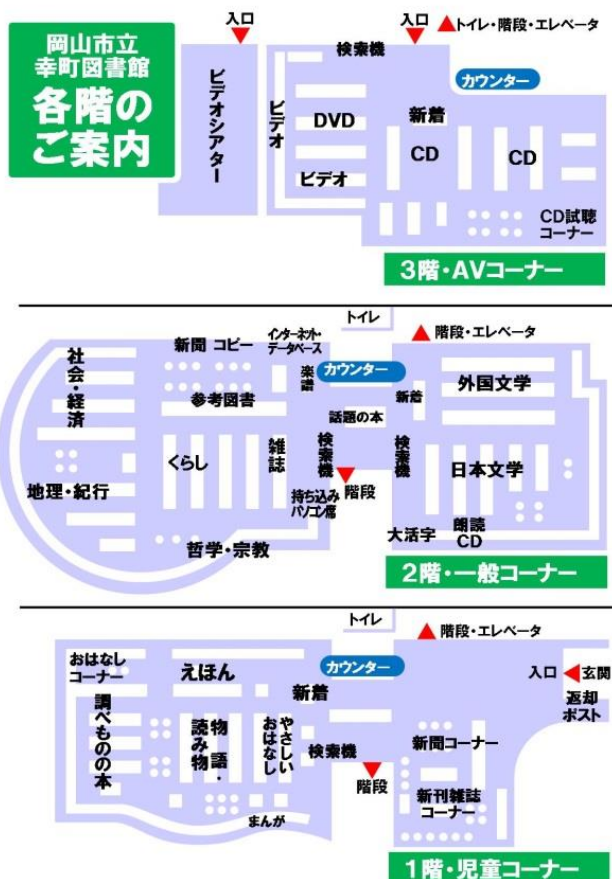 岡山市立
幸町図書館
各階の
ご案内
入口
入口
トイレ・階段・エレベータ
検索機
カウンター
ビデオシアター
ビデオ
DVD
ビデオ
新着
CD
CD
CD試聴
コーナー
3階・AVコーナー
トイレ
階段・エレベータ
社会・経済
新聞 コピー
インターネット・
データベース
楽譜
カウンター
参考図書
新着
外国文学
話題の本
くらし
雑誌
検索機
検索機
日本文学
地理・紀行
階段
持ち込み
パソコン席
哲学・宗教
大活字
朗読
CD
2階・一般コーナー
トイレ
階段・エレベータ
おはなし
コーナー
えほん
カウンター
入口
玄関
返却
ポスト
新着
調べものの本
物語・
読み物
やさしい
おはなし
検索機
新聞コーナー
階段
新刊雑誌
コーナー
まんが
1階・児童コーナー